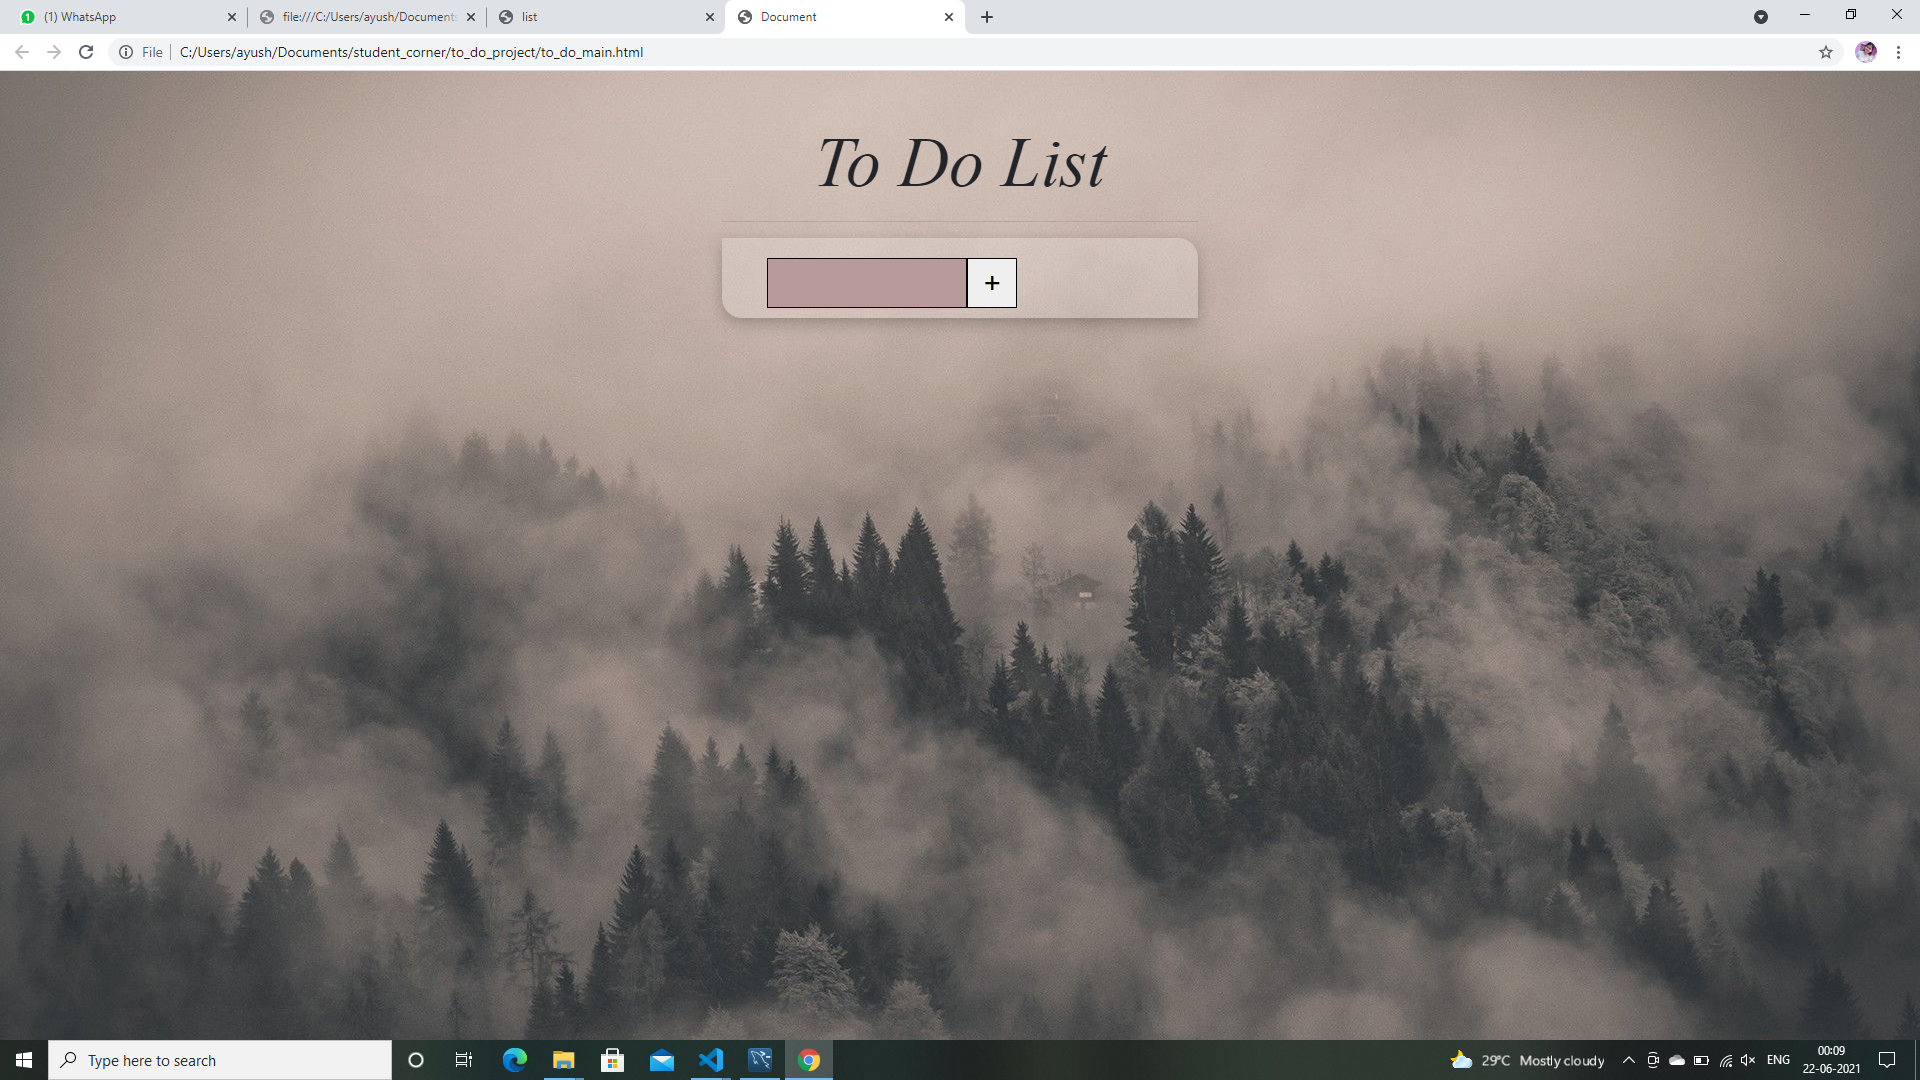 (1) WhatsApp
file:///C:/Users/ayush/Documents
list
Document
File
C:/Users/ayush/Documents/student_corner/to_do_project/to_do_main.html
To Do List
+
Type here to search
29°C Mostly cloudy
ENG
00:09
22-06-2021